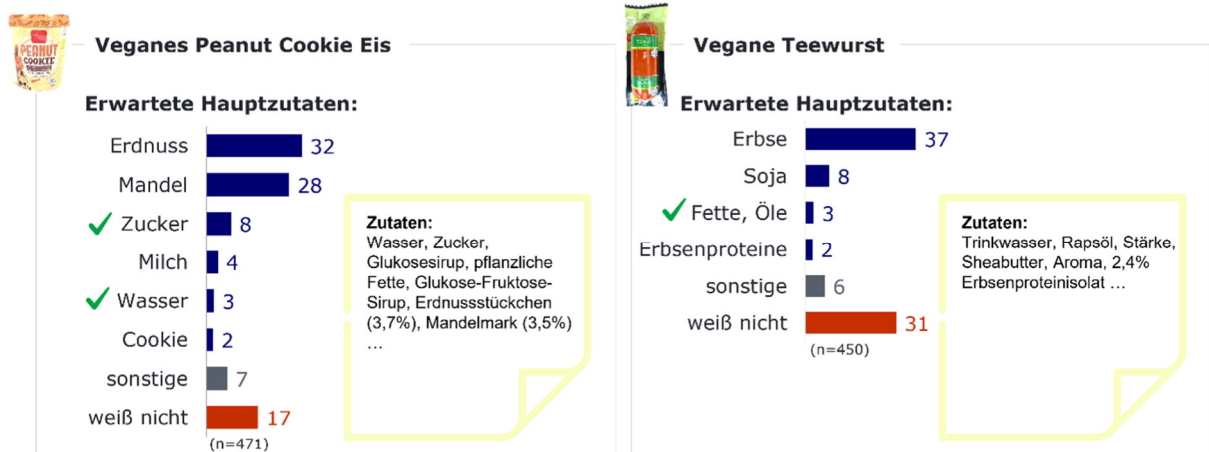 Veganes Peanut Cookie Eis
PEANUT
COOKIE
Erwartete Hauptzutaten:
Erdnuss 32
Mandel 28
Zucker 8
Milch 4
Wasser 3
Cookie 2
sonstige 7
weiß nicht 17
(n=471)
Zutaten:
Wasser, Zucker,
Glukosesirup, pflanzliche
Fette, Glukose-Fruktose-
Sirup, Erdnussstückchen
(3,7%), Mandelmark (3,5%)
...
Vegane Teewurst
Erwartete Hauptzutaten:
Erbse 37
Soja 8
Fette, Öle 3
Erbsenproteine 2
sonstige 6
weiß nicht 31
(n=450)
Zutaten:
Trinkwasser, Rapsöl, Stärke,
Sheabutter, Aroma, 2,4%
Erbsenproteinisolat ...